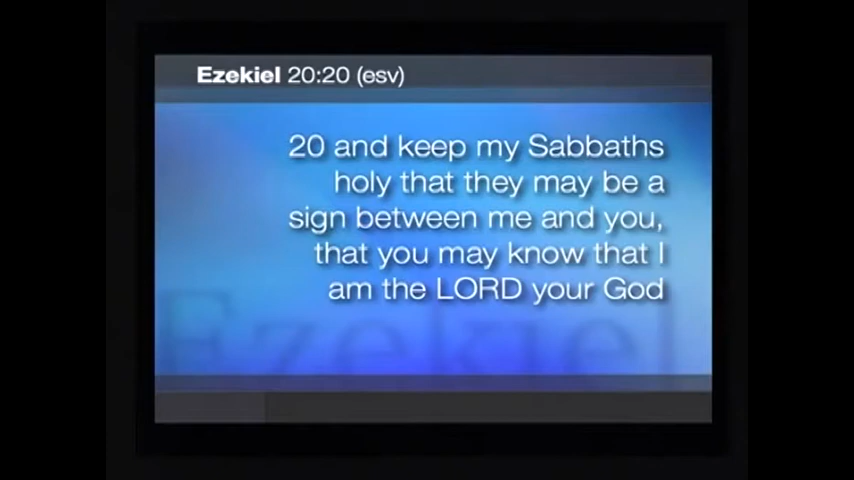 Ezekiel 20:20 (esv)
20 and keep my Sabbaths
holy that they may be a
sign between me and you,
that you may know that I
am the LORD your God
Ezekiel